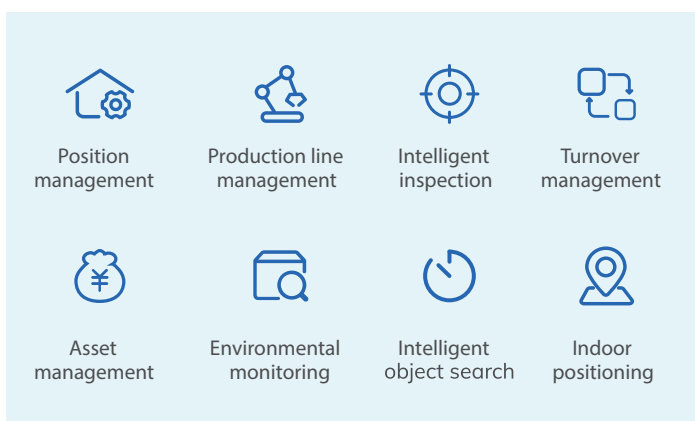 Position
management
Production line
management
Intelligent
inspection
Turnover
management
¥
Asset
management
Environmental
monitoring
Intelligent
object search
Indoor
positioning